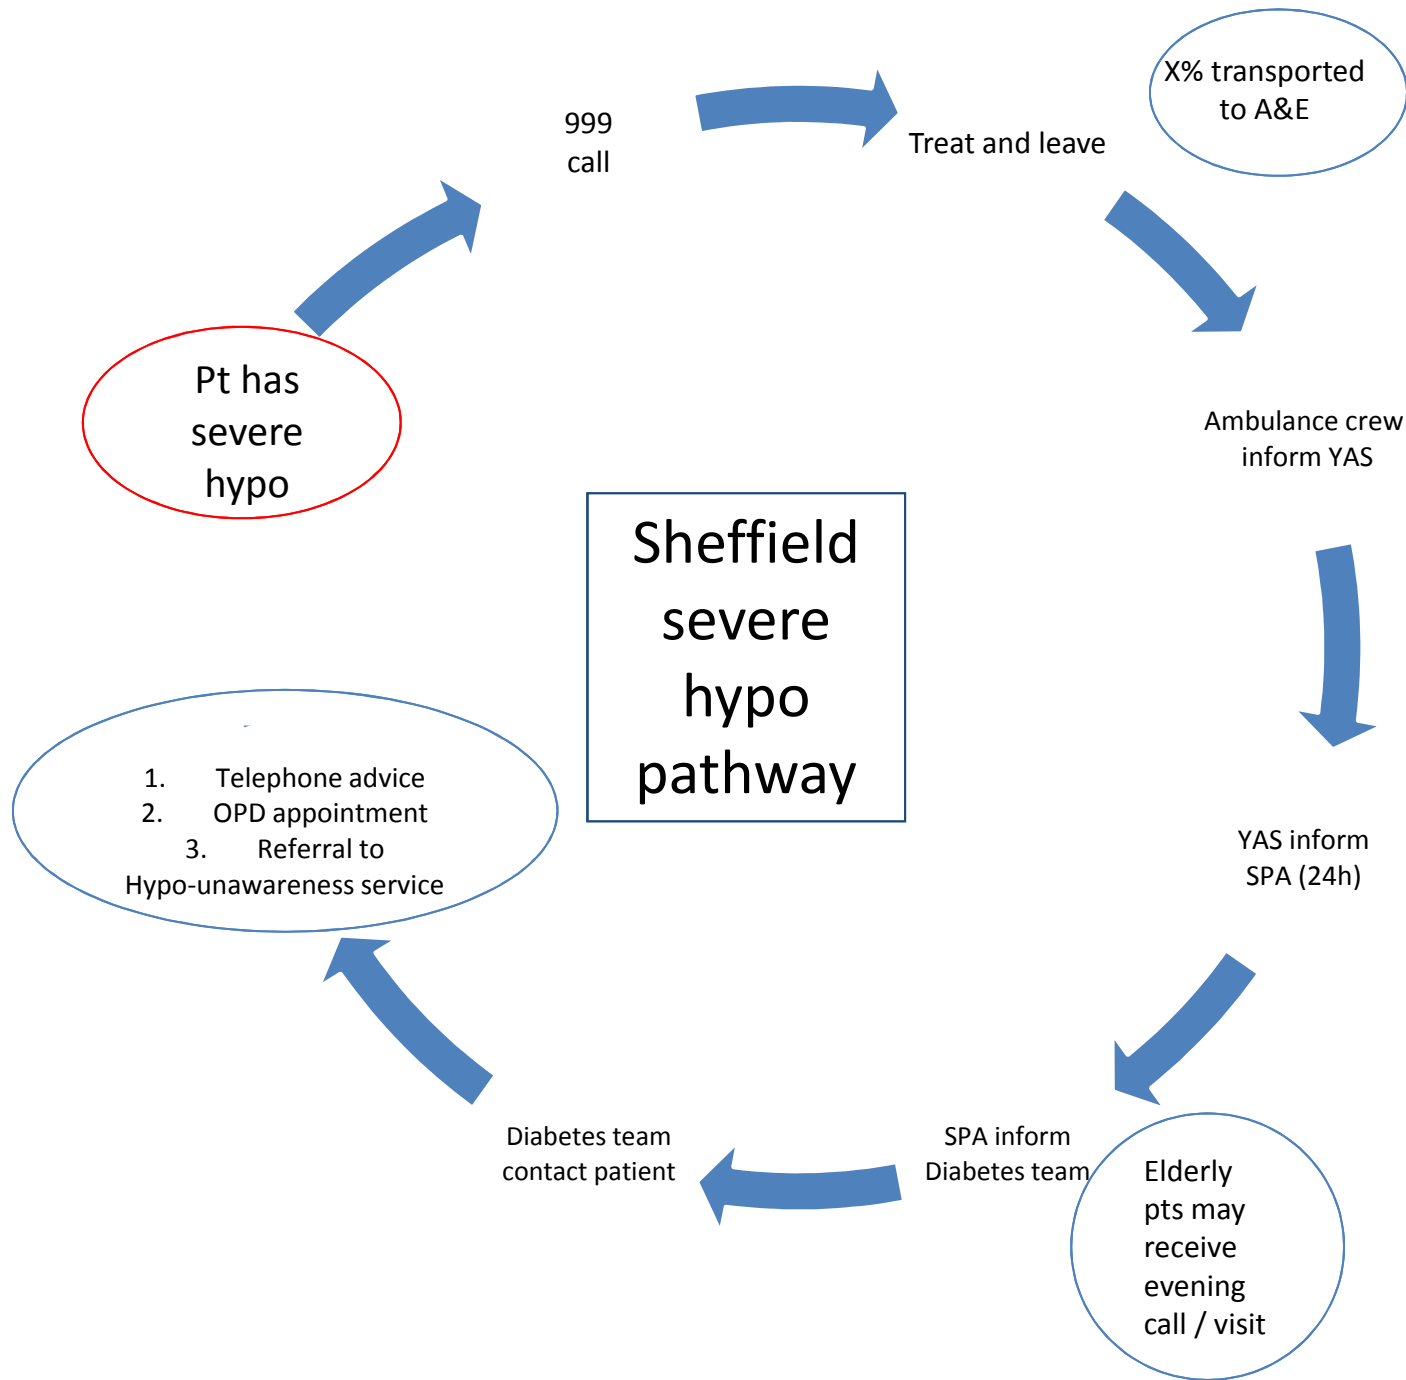 X% transported
to A&E
999
call
Treat and leave
Pt has
severe
hypo
Ambulance crew
inform YAS
Sheffield
severe
hypo
pathway
1. Telephone advice
2. OPD appointment
3. Referral to
Hypo-unawareness service
YAS inform
SPA (24h)
Diabetes team
contact patient
SPA inform
Diabetes team
Elderly
pts may
receive
evening
call / visit